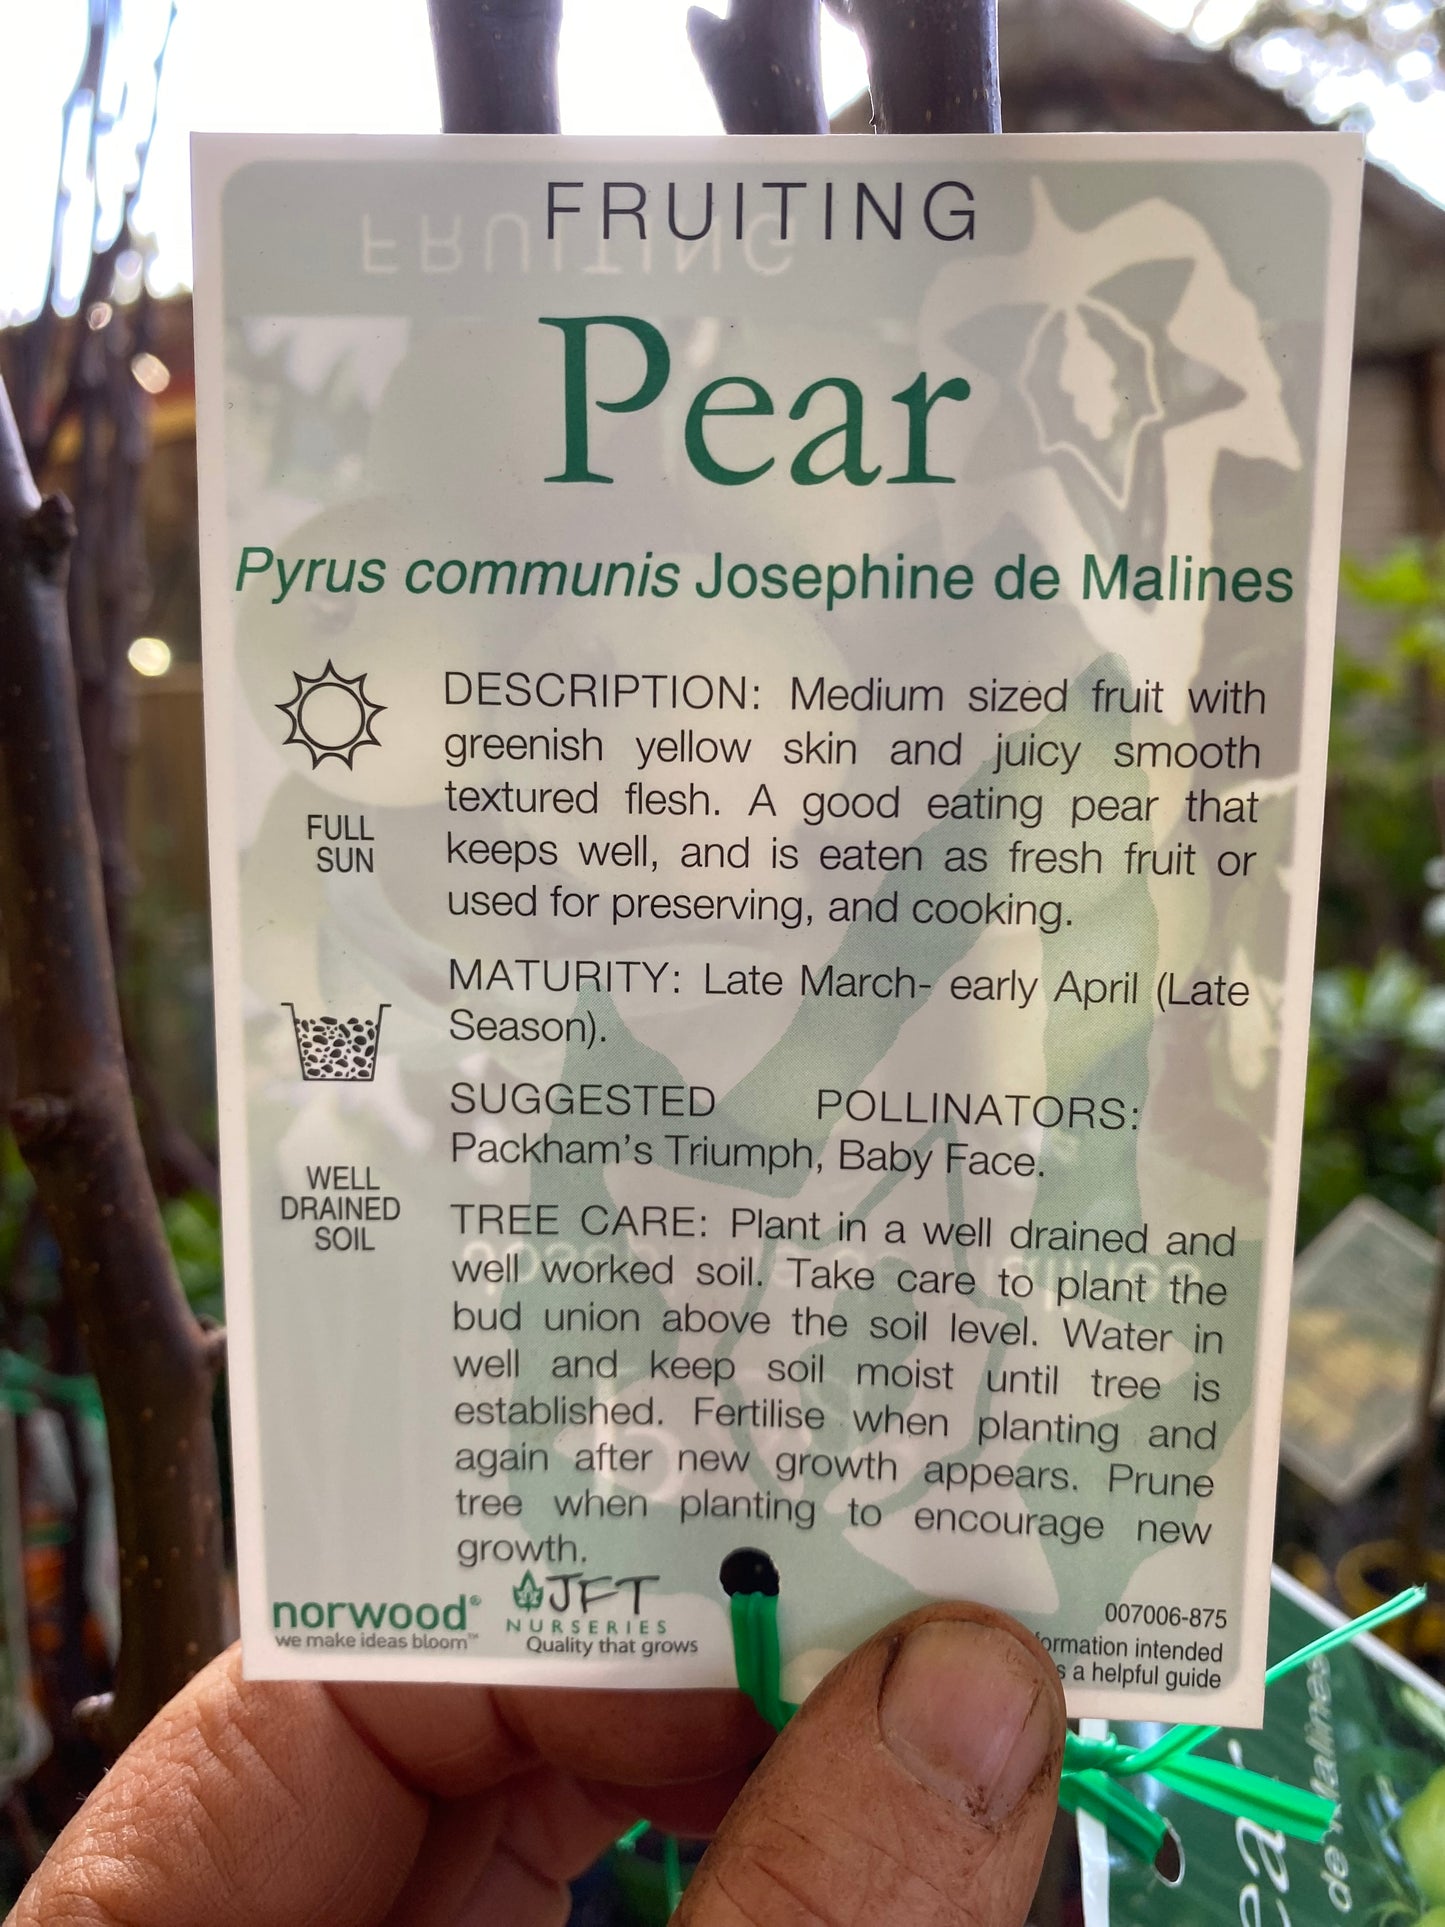 FRUITING
Pear
Pyrus communis Josephine de Malines
FULL
SUN
DESCRIPTION: Medium sized fruit with
greenish yellow skin and juicy smooth
textured flesh. A good eating pear that
keeps well, and is eaten as fresh fruit or
used for preserving, and cooking.
MATURITY: Late March- early April (Late
Season).
WELL
DRAINED
SOIL
SUGGESTED POLLINATORS:
Packham's Triumph, Baby Face.
TREE CARE: Plant in a well drained and
well worked soil. Take care to plant the
bud union above the soil level. Water in
well and keep soil moist until tree is
established. Fertilise when planting and
again after new growth appears. Prune
tree when planting to encourage new
growth.
norwood®
we make ideas bloom™
JFT
NURSERIES
Quality that grows
007006-875
ormation intended
s a helpful guide
de Malines